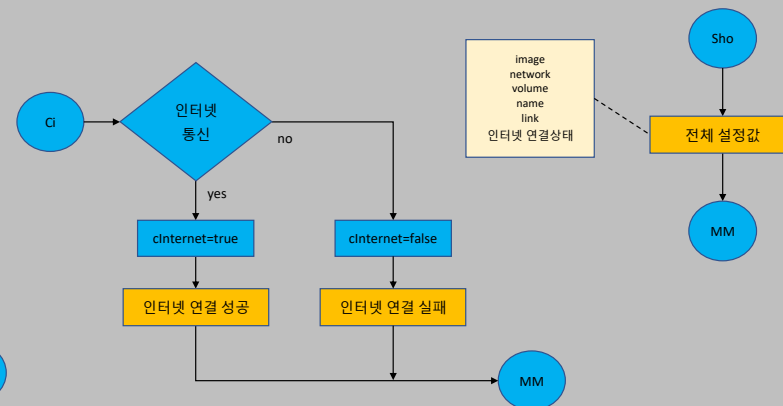 Ci
인터넷
통신
no
yes
cInternet=true
cInternet=false
인터넷 연결 성공
인터넷 연결 실패
MM
image
network
volume
name
link
인터넷 연결상태
Sho
전체 설정값
MM